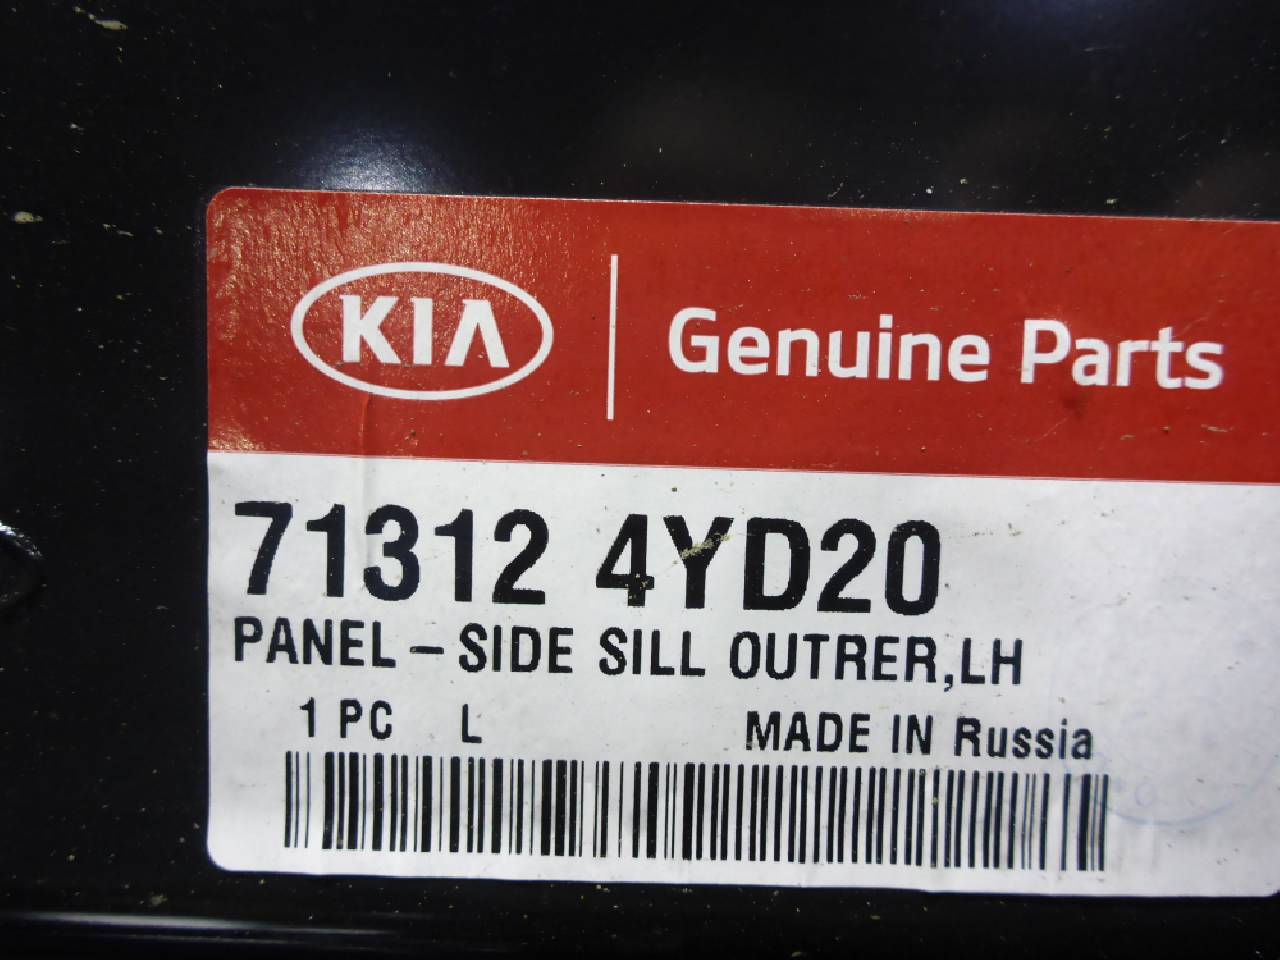 KIA
Genuine Parts
71312 4YD20
PANEL-SIDE SILL OUTRER,LH
1 PC L MADE IN Russia